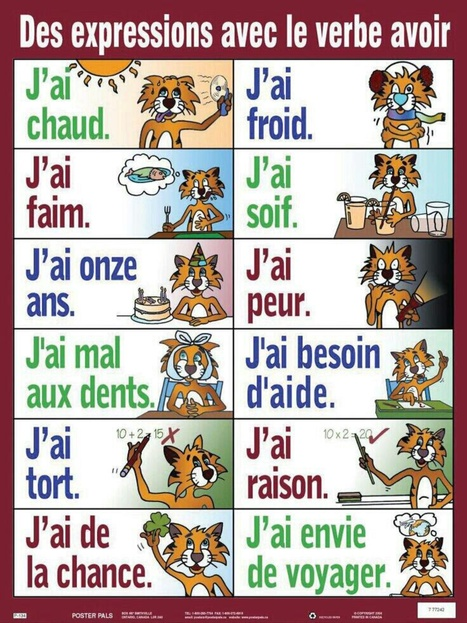 Des expressions avec le verbe avoir
J'ai
chaud.
J'ai
froid.
J'ai
faim.
J'ai
soif.
J'ai onze
ans.
J'ai
peur.
J'ai mal
aux dents.
J'ai besoin
d'aide.
10 + 2 = 15
J'ai
tort.
10 x 2 = 20
J'ai
raison.
J'ai de
la chance.
J'ai envie
de voyager.
POSTER PALS